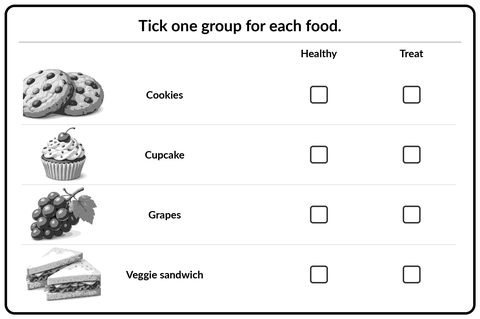 Tick one group for each food.
Healthy Treat
Cookies
Cupcake
Grapes
Veggie sandwich